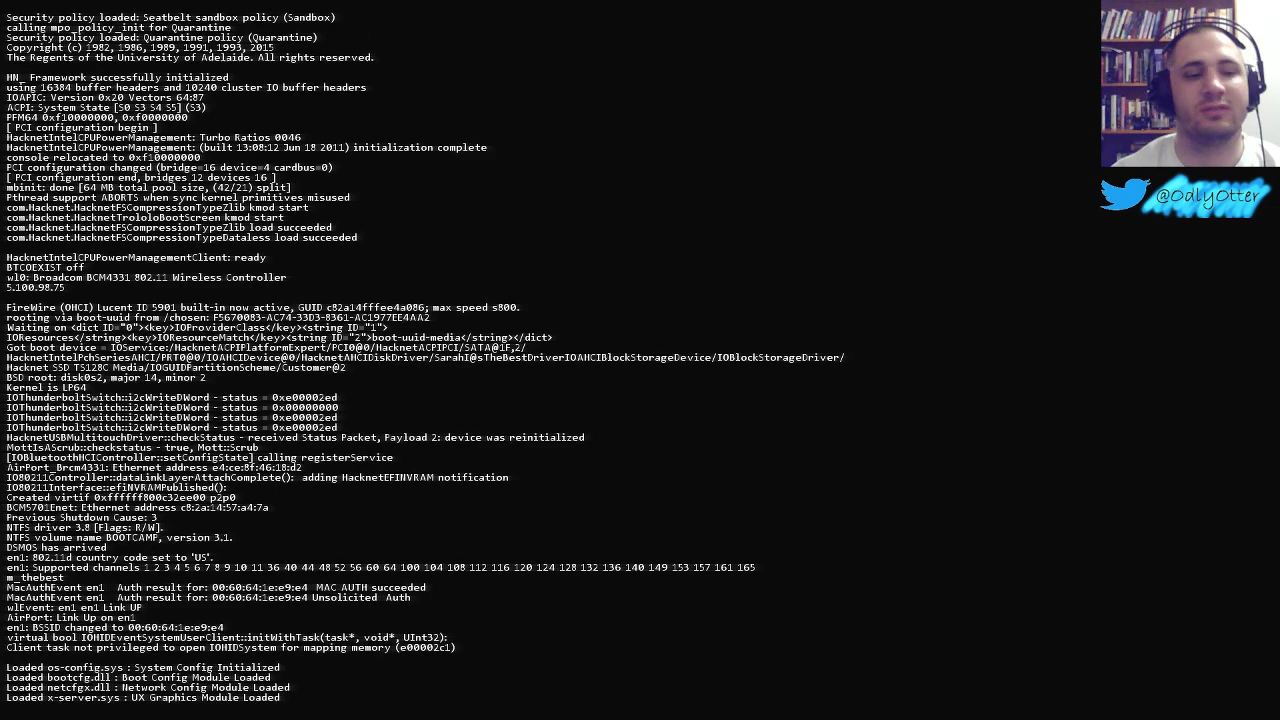 Security policy loaded: Seatbelt sandbox policy (Sandbox)
calling mpo_policy_init for Quarantine
Security policy loaded: Quarantine policy (Quarantine)
Copyright (c) 1982, 1986, 1989, 1991, 1993, 2015
The Regents of the University of Adelaide. All rights reserved.
HN_ Framework successfully initialized
using 16384 buffer headers and 10240 cluster IO buffer headers
IOAPIC: Version 0x20 Vectors 64:87
ACPI: System State [S0 S3 S4 S5] (S3)
PFM64 0xf10000000, 0xf0000000
[ PCI configuration begin ]
HacknetIntelCPUPowerManagement: Turbo Ratios 0046
HacknetIntelCPUPowerManagement: (built 13:08:12 Jun 18 2011) initialization complete
console relocated to 0xf10000000
PCI configuration changed (bridge=16 device=4 cardbus=0)
[ PCI configuration end, bridges 12 devices 16 ]
mbinit: done [64 MB total pool size, (42/21) split]
Pthread support ABORTS when sync kernel primitives misused
com.Hacknet.HacknetFSCompressionTypeZlib kmod start
com.Hacknet.HacknetTrololoBootScreen kmod start
com.Hacknet.HacknetFSCompressionTypeZlib load succeeded
com.Hacknet.HacknetFSCompressionTypeDataless load succeeded
HacknetIntelCPUPowerManagementClient: ready
BTCOEXIST off
wl0: Broadcom BCM4331 802.11 Wireless Controller
5.100.98.75
FireWire (OHCI) Lucent ID 5901 built-in now active, GUID c82a14fffee4a086; max speed s800.
rooting via boot-uuid from /chosen: F5670083-AC74-33D3-8361-AC1977EE4AA2
Waiting on <dict ID="0"><key>IOProviderClass</key><string ID="1">
IOResources</string><key>IOResourceMatch</key><string ID="2">boot-uuid-media</string></dict>
Got boot device = IOService:/HacknetACPIPlatformExpert/PCI0@0/HacknetACPIPCI/SATA@1F,2/
HacknetIntelPchSeriesAHCI/PRT0@0/IOAHCIDevice@0/HacknetAHCIDiskDriver/SarahI@sTheBestDriverIOAHCIBlockStorageDevice/IOBlockStorageDriver/
Hacknet SSD TS128C Media/IOGUIDPartitionScheme/Customer@2
BSD root: disk0s2, major 14, minor 2
Kernel is LP64
IOThunderboltSwitch::i2cWriteDWord - status = 0xe00002ed
IOThunderboltSwitch::i2cWriteDWord - status = 0x00000000
IOThunderboltSwitch::i2cWriteDWord - status = 0xe00002ed
IOThunderboltSwitch::i2cWriteDWord - status = 0xe00002ed
HacknetUSBMultitouchDriver::checkStatus - received Status Packet, Payload 2: device was reinitialized
MottIsAScrub::checkstatus - true, Mott::Scrub
[IOBluetoothHCIController::setConfigState] calling registerService
AirPort_Brcm4331: Ethernet address e4:ce:8f:46:18:d2
IO80211Controller::dataLinkLayerAttachComplete():  adding HacknetEFINVRAM notification
IO80211Interface::efiNVRAMPublished():
Created virtif 0xffffff800c32ee00 p2p0
BCM5701Enet: Ethernet address c8:2a:14:57:a4:7a
Previous Shutdown Cause: 3
NTFS driver 3.8 [Flags: R/W].
NTFS volume name BOOTCAMP, version 3.1.
DSMOS has arrived
en1: 802.11d country code set to 'US'.
en1: Supported channels 1 2 3 4 5 6 7 8 9 10 11 36 40 44 48 52 56 60 64 100 104 108 112 116 120 124 128 132 136 140 149 153 157 161 165
m_thebest
MacAuthEvent en1   Auth result for: 00:60:64:1e:e9:e4  MAC AUTH succeeded
MacAuthEvent en1   Auth result for: 00:60:64:1e:e9:e4 Unsolicited  Auth
wlEvent: en1 en1 Link UP
AirPort: Link Up on en1
en1: BSSID changed to 00:60:64:1e:e9:e4
virtual bool IOHIDEventSystemUserClient::initWithTask(task*, void*, UInt32):
Client task not privileged to open IOHIDSystem for mapping memory (e00002c1)
Loaded os-config.sys : System Config Initialized
Loaded bootcfg.dll : Boot Config Module Loaded
Loaded netcfgx.dll : Network Config Module Loaded
Loaded x-server.sys : UX Graphics Module Loaded
@OdlyOtter